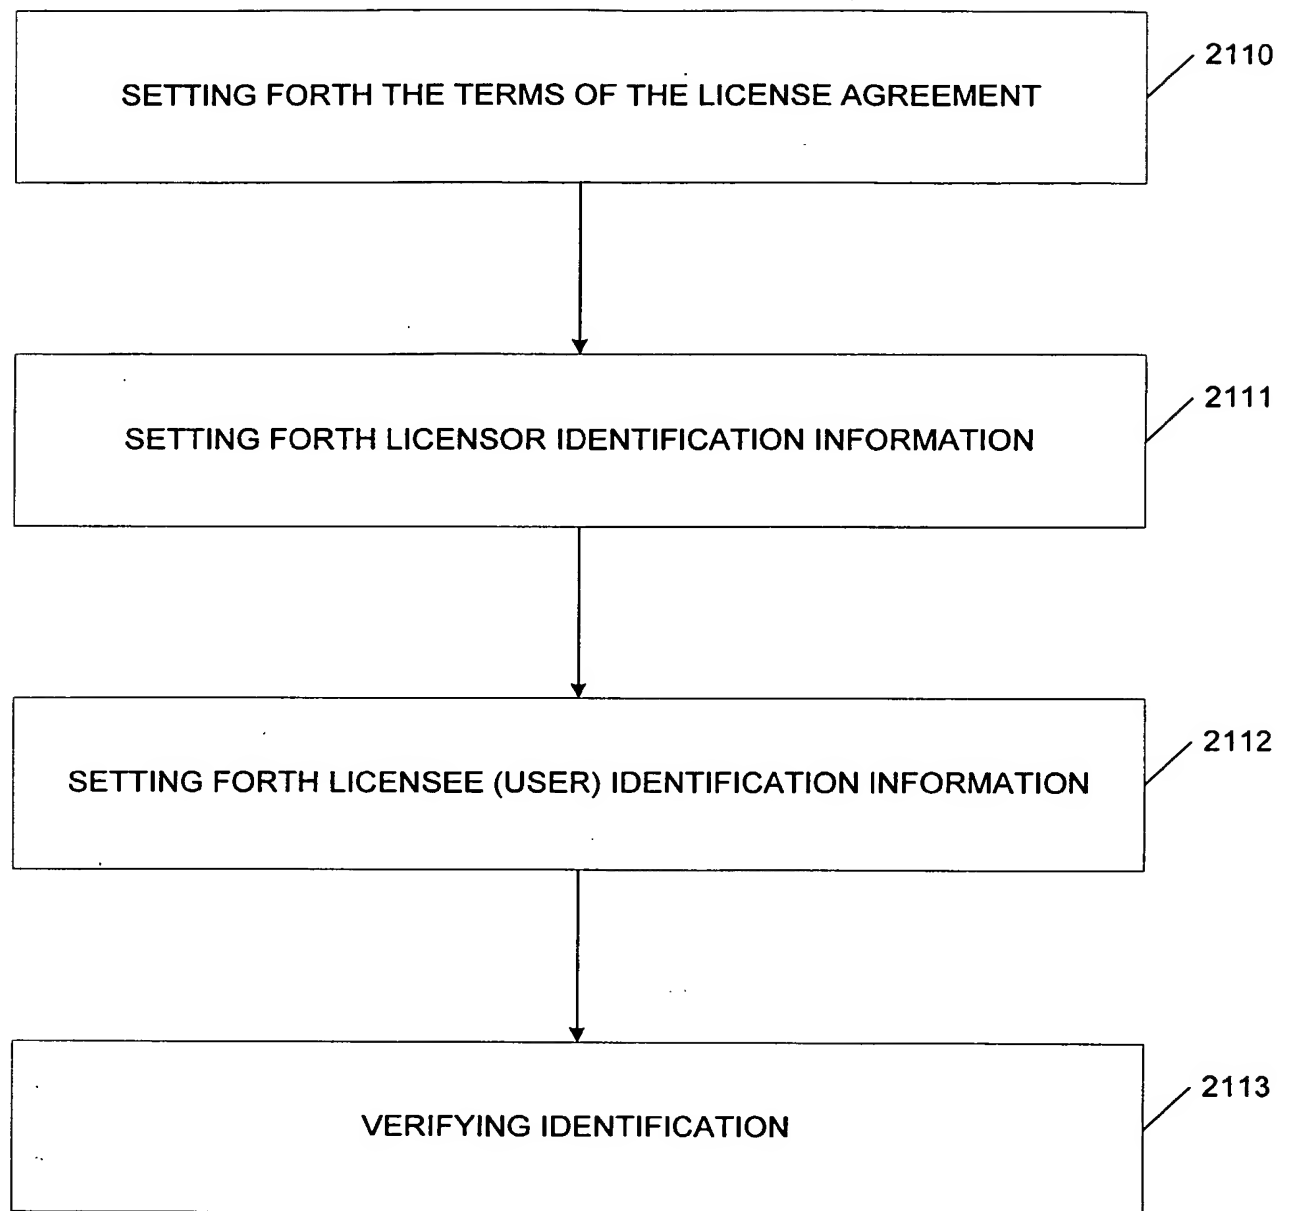 SETTING FORTH THE TERMS OF THE LICENSE AGREEMENT
2110
SETTING FORTH LICENSOR IDENTIFICATION INFORMATION
2111
SETTING FORTH LICENSEE (USER) IDENTIFICATION INFORMATION
2112
VERIFYING IDENTIFICATION
2113